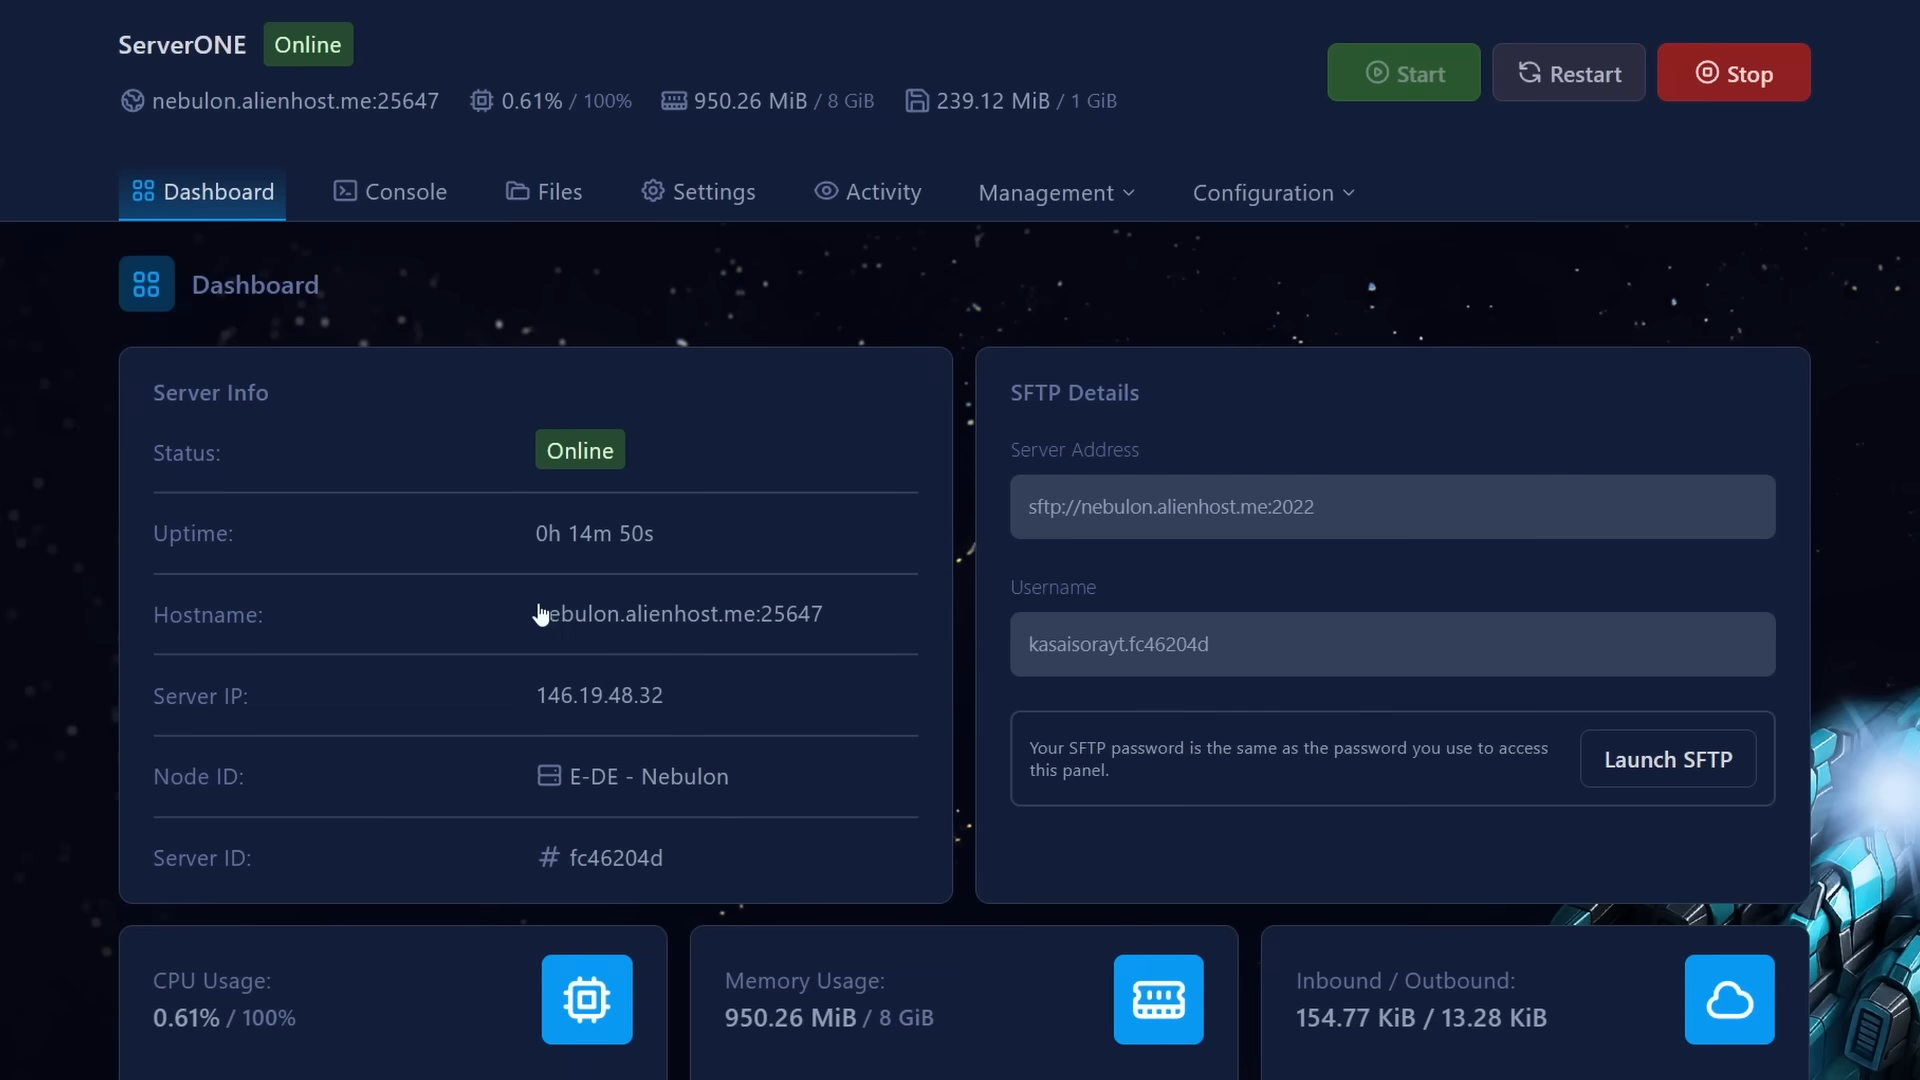 ServerONE Online
nebulon.alienhost.me:25647 0.61% / 100% 950.26 MiB / 8 GiB 239.12 MiB / 1 GiB
Start Restart Stop
Dashboard Console Files Settings Activity Management Configuration
Dashboard
Server Info
Status: Online
Uptime: 0h 14m 50s
Hostname: ebulon.alienhost.me:25647
Server IP: 146.19.48.32
Node ID: E-DE - Nebulon
Server ID: # fc46204d
SFTP Details
Server Address
sftp://nebulon.alienhost.me:2022
Username
kasaisorayt.fc46204d
Your SFTP password is the same as the password you use to access
this panel.
Launch SFTP
CPU Usage:
0.61% / 100%
Memory Usage:
950.26 MiB / 8 GiB
Inbound / Outbound:
154.77 KiB / 13.28 KiB